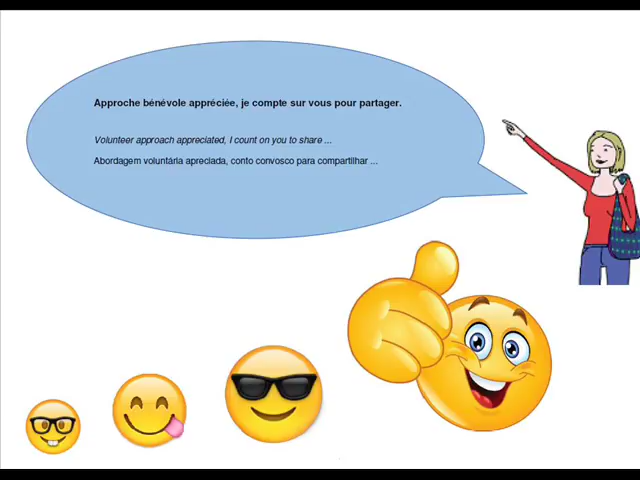 Approche bénévole appréciée, je compte sur vous pour partager.
Volunteer approach appreciated, I count on you to share ...
Abordagem voluntária apreciada, conto convosco para compartilhar ...